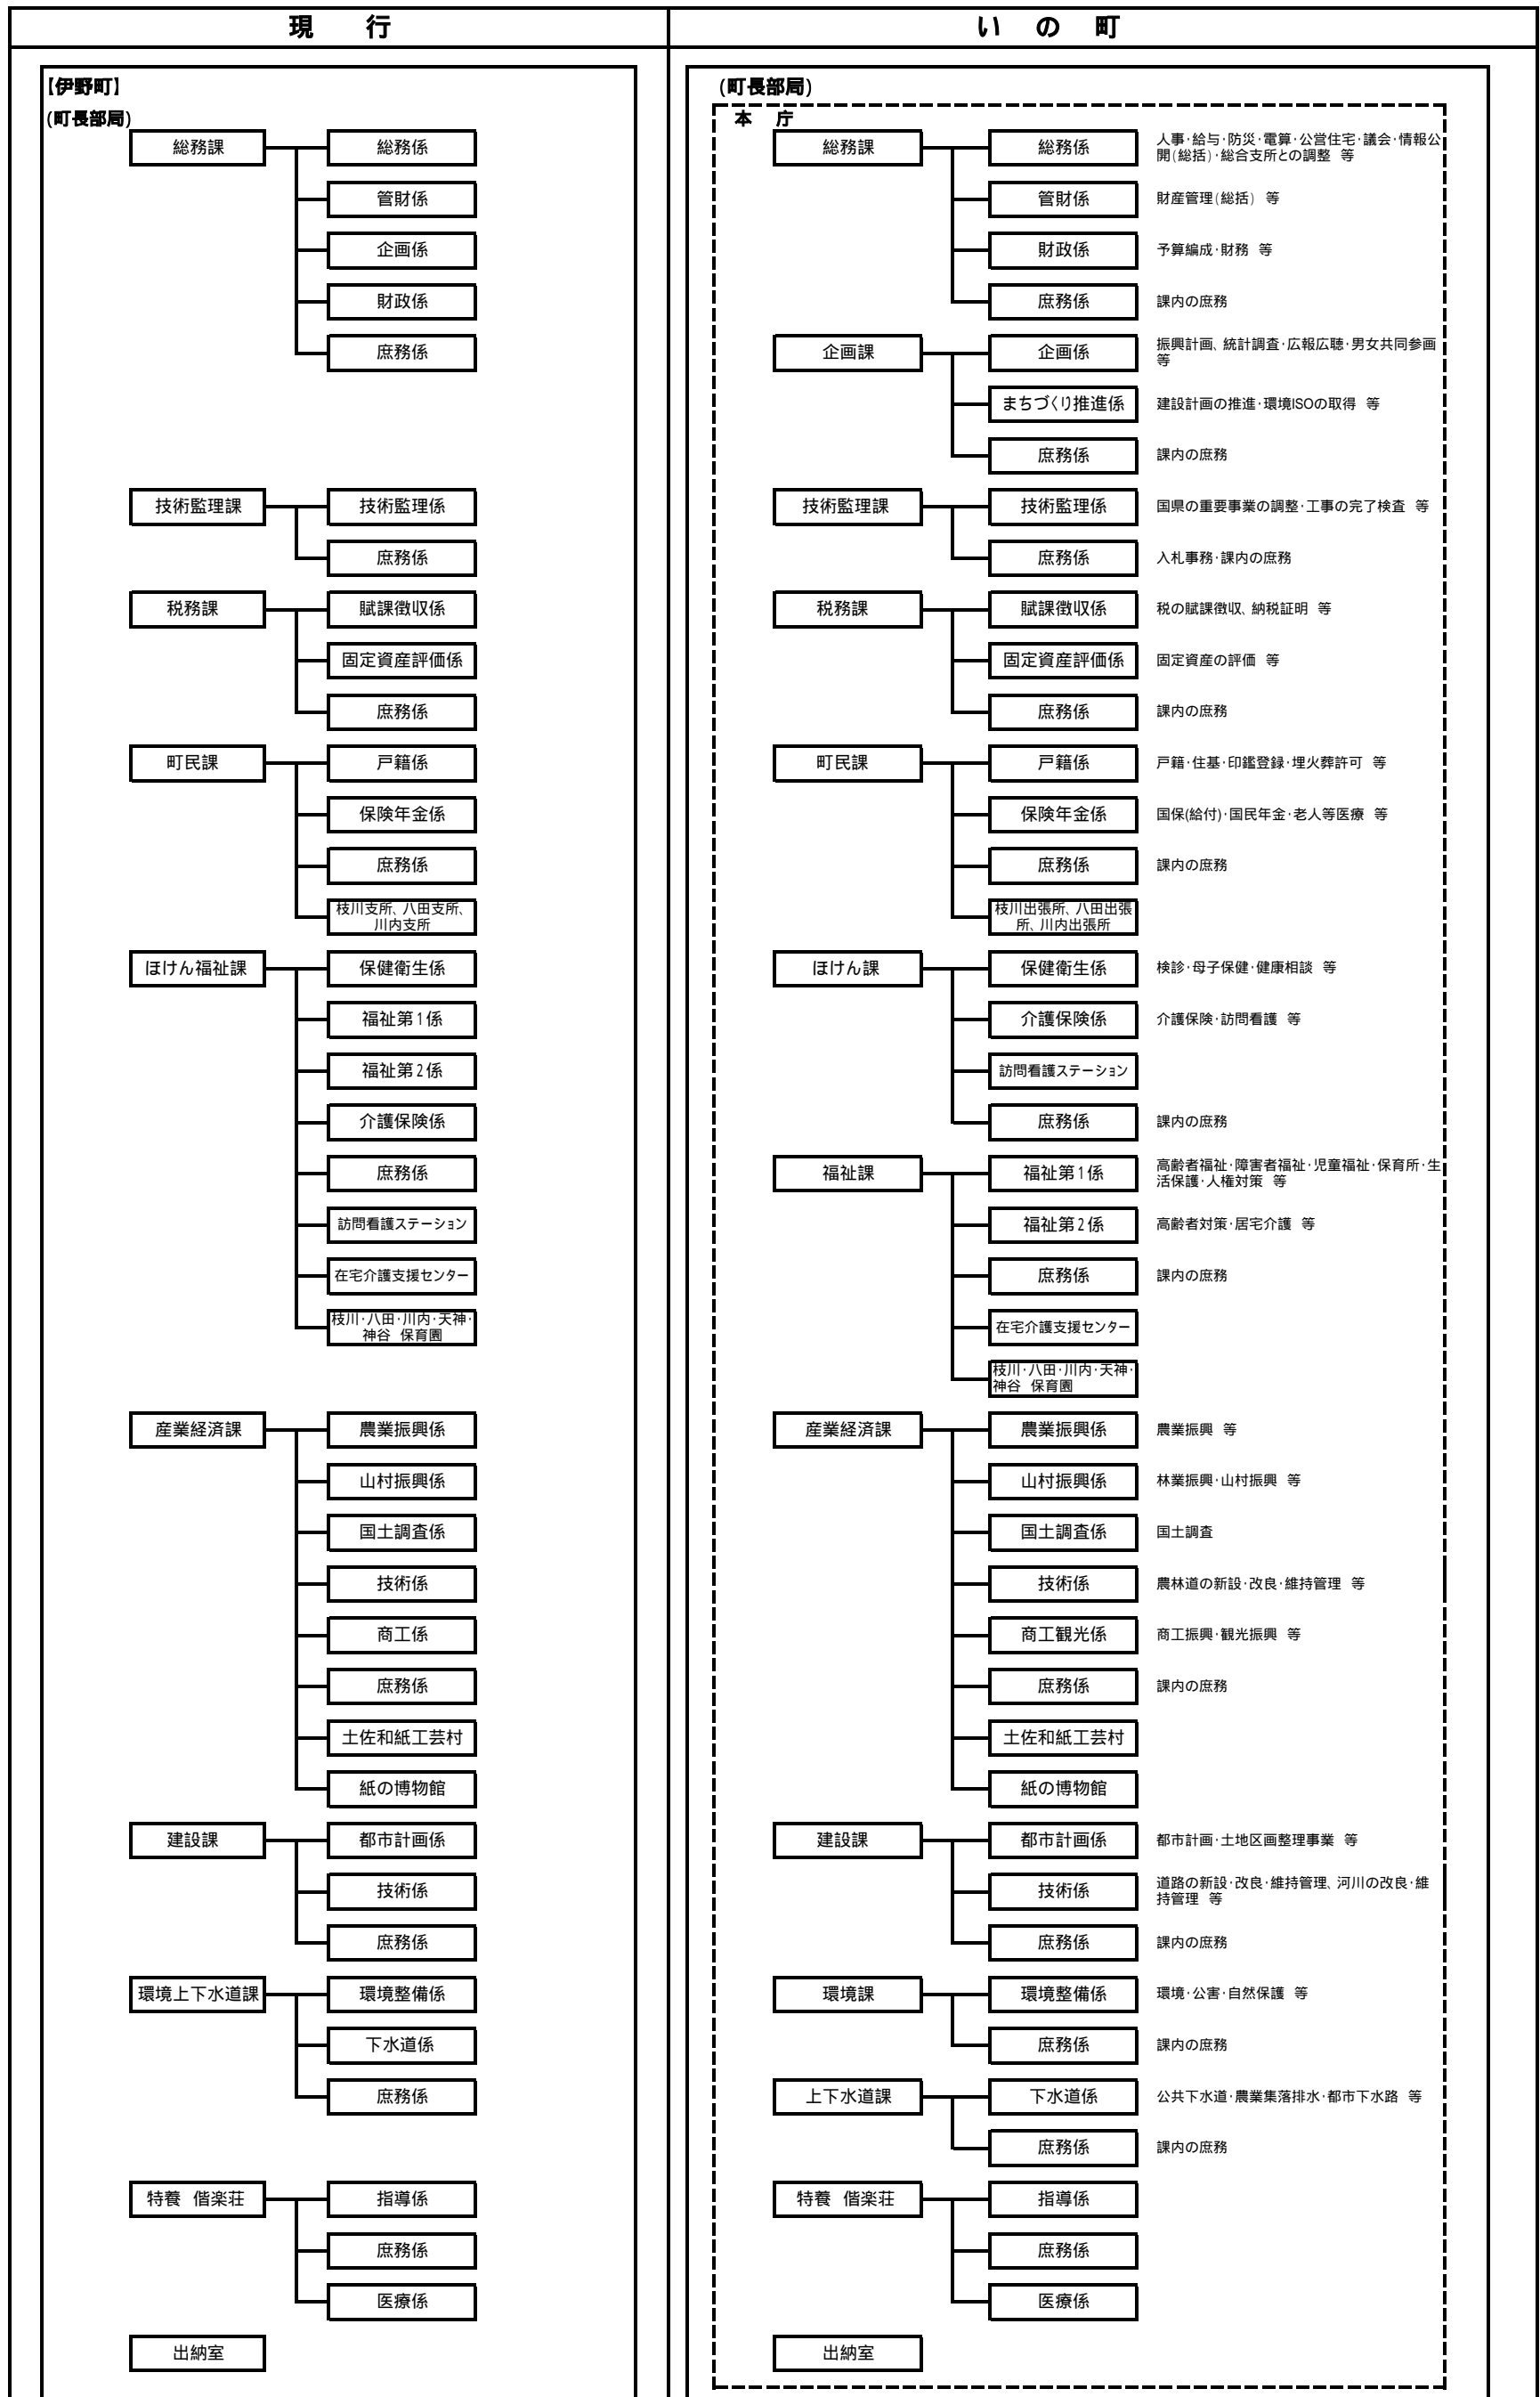 現　行
い　の　町
【伊野町】
(町長部局)
総務課
総務係
管財係
企画係
財政係
庶務係
技術監理課
技術監理係
庶務係
税務課
賦課徴収係
固定資産評価係
庶務係
町民課
戸籍係
保険年金係
庶務係
枝川支所、八田支所、
川内支所
ほけん福祉課
保健衛生係
福祉第1係
福祉第2係
介護保険係
庶務係
訪問看護ステーション
在宅介護支援センター
枝川・八田・川内・天神・
神谷　保育園
産業経済課
農業振興係
山村振興係
国土調査係
技術係
商工係
庶務係
土佐和紙工芸村
紙の博物館
建設課
都市計画係
技術係
庶務係
環境上下水道課
環境整備係
下水道係
庶務係
特養　偕楽荘
指導係
庶務係
医療係
出納室
(町長部局)
本　庁
総務課
総務係
人事・給与・防災・電算・公営住宅・議会・情報公
開(総括)・総合支所との調整　等
管財係
財産管理(総括)　等
財政係
予算編成・財務　等
庶務係
課内の庶務
企画課
企画係
振興計画、統計調査・広報広聴・男女共同参画
等
まちづくり推進係
建設計画の推進・環境ISOの取得　等
庶務係
課内の庶務
技術監理課
技術監理係
国県の重要事業の調整・工事の完了検査　等
庶務係
入札事務・課内の庶務
税務課
賦課徴収係
税の賦課徴収、納税証明　等
固定資産評価係
固定資産の評価　等
庶務係
課内の庶務
町民課
戸籍係
戸籍・住基・印鑑登録・埋火葬許可　等
保険年金係
国保(給付)・国民年金・老人等医療　等
庶務係
課内の庶務
枝川出張所、八田出張
所、川内出張所
ほけん課
保健衛生係
検診・母子保健・健康相談　等
介護保険係
介護保険・訪問看護　等
訪問看護ステーション
庶務係
課内の庶務
福祉課
福祉第1係
高齢者福祉・障害者福祉・児童福祉・保育所・生
活保護・人権対策　等
福祉第2係
高齢者対策・居宅介護　等
庶務係
課内の庶務
在宅介護支援センター
枝川・八田・川内・天神・
神谷　保育園
産業経済課
農業振興係
農業振興　等
山村振興係
林業振興・山村振興　等
国土調査係
国土調査
技術係
農林道の新設・改良・維持管理　等
商工観光係
商工振興・観光振興　等
庶務係
課内の庶務
土佐和紙工芸村
紙の博物館
建設課
都市計画係
都市計画・土地区画整理事業　等
技術係
道路の新設・改良・維持管理、河川の改良・維
持管理　等
庶務係
課内の庶務
環境課
環境整備係
環境・公害・自然保護　等
庶務係
課内の庶務
上下水道課
下水道係
公共下水道・農業集落排水・都市下水路　等
庶務係
課内の庶務
特養　偕楽荘
指導係
庶務係
医療係
出納室